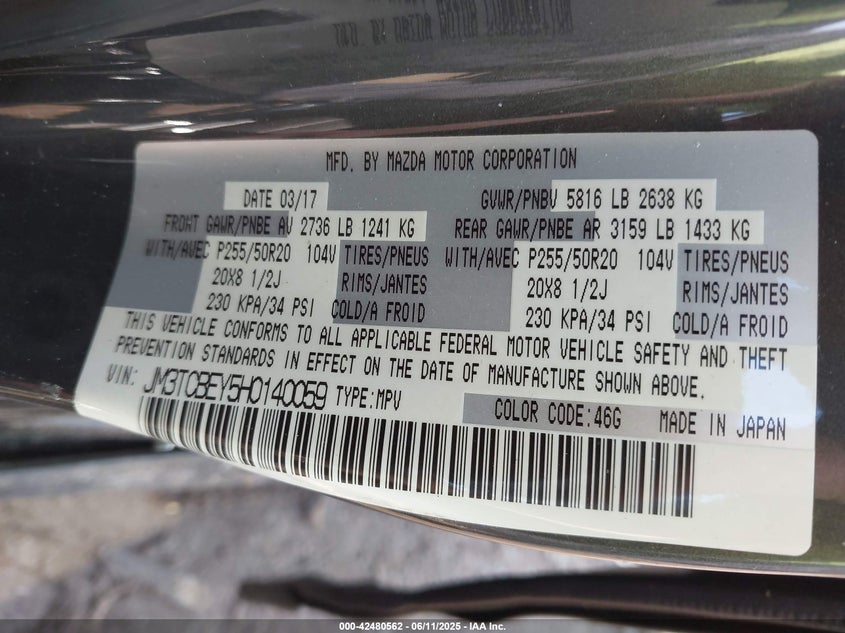 MFD. BY MAZDA MOTOR CORPORATION
DATE 03/17 GVWR/PNBV 5816 LB 2638 KG
FRONT GAWR/PNBE AV 2736 LB 1241 KG REAR GAWR/PNBE AR 3159 LB 1433 KG
WITH/AVEC P255/50R20 104V TIRES/PNEUS WITH/AVEC P255/50R20 104V TIRES/PNEUS
20X8 1/2J RIMS/JANTES 20X8 1/2J RIMS/JANTES
230 KPA/34 PSI COLD/A FROID 230 KPA/34 PSI COLD/A FROID
THIS VEHICLE CONFORMS TO ALL APPLICABLE FEDERAL MOTOR VEHICLE SAFETY AND THEFT
PREVENTION STANDARDS IN EFFECT ON THE DATE OF MANUFACTURE SHOWN ABOVE.
VIN: JM3TCBEY5H0140059 TYPE:MPV
COLOR CODE:46G MADE IN JAPAN
000-42480562 - 06/11/2025 - IAA Inc.